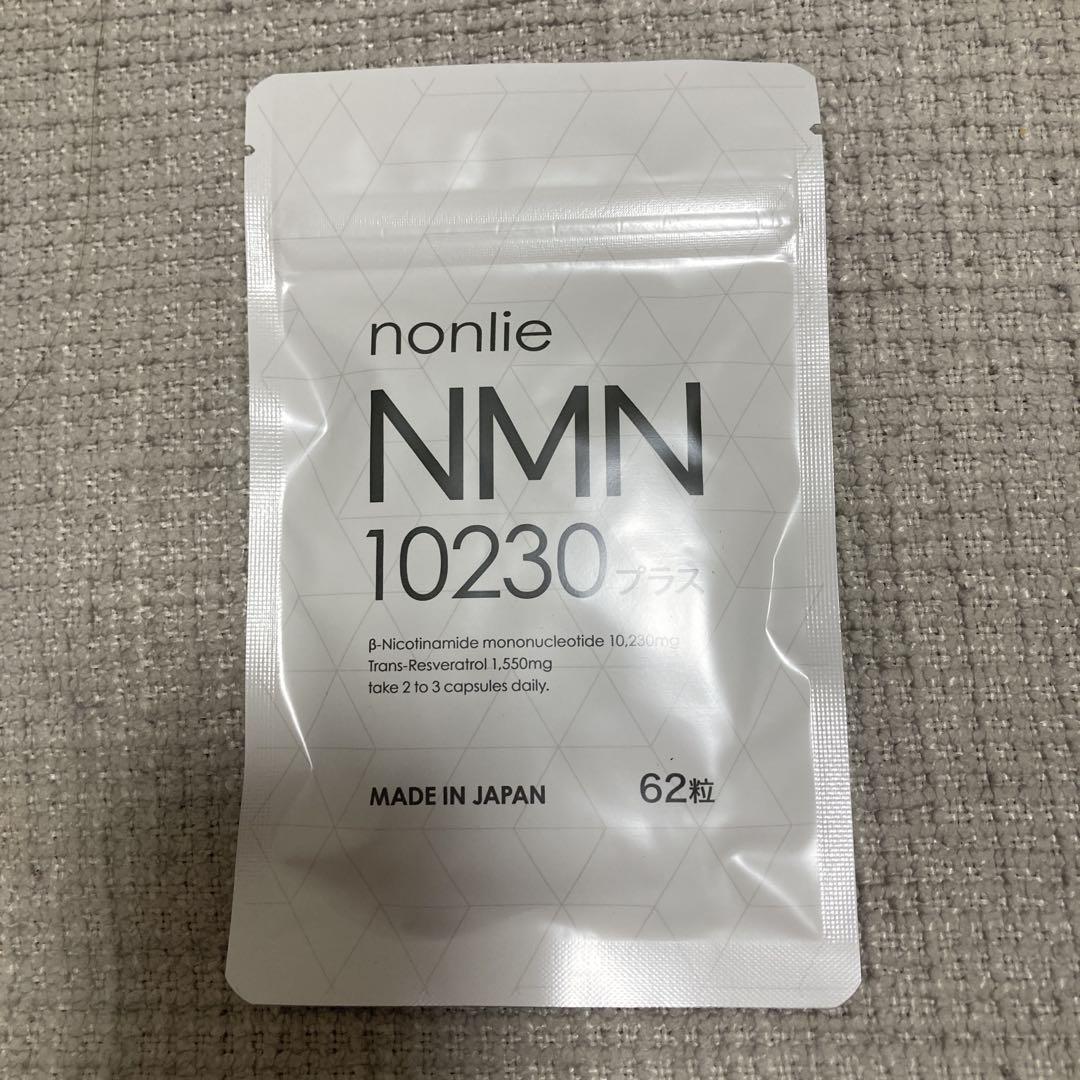 nonlie
NMN
10230プラス
β-Nicotinamide mononucleotide 10,230mg
Trans-Resveratrol 1,550mg
take 2 to 3 capsules daily.
MADE IN JAPAN 62粒